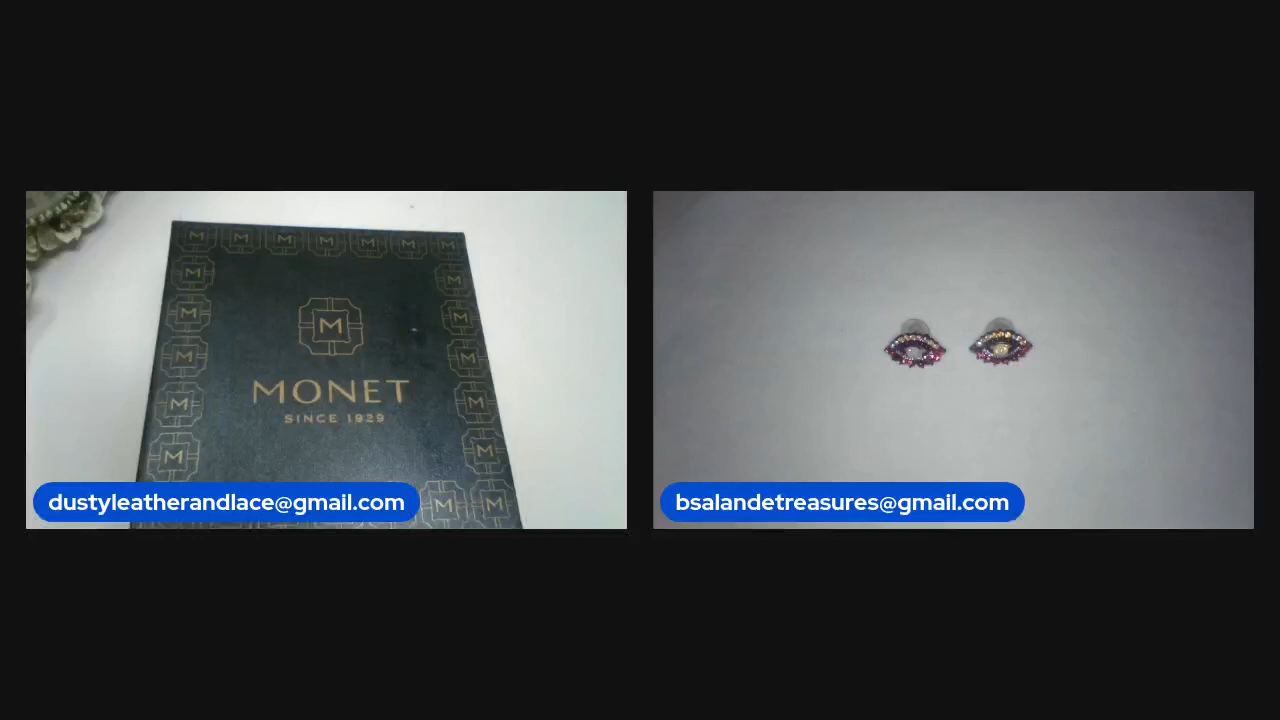 M M M M M M M
M M
M M M
M M
MONET
SINCE 1929
M M
M M
M M
dustyleatherandlace@gmail.com
bsalandetreasures@gmail.com